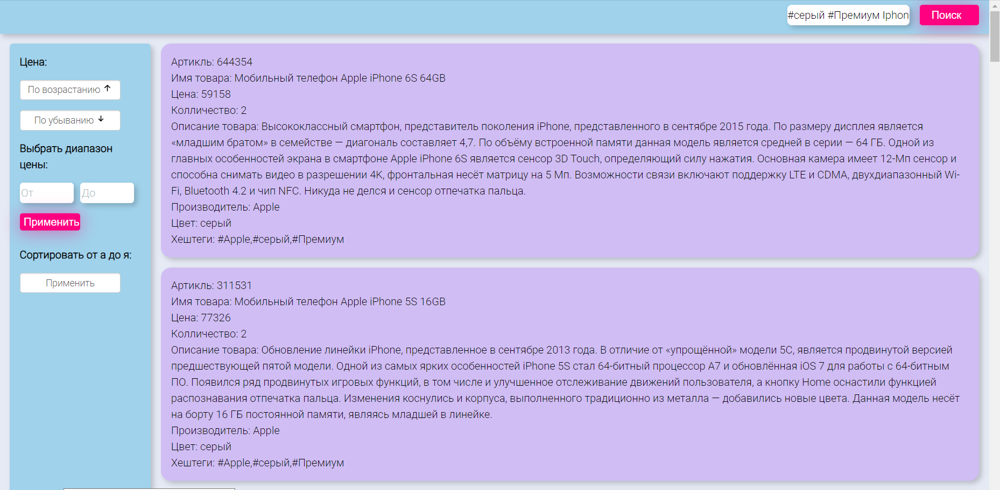 #серый #Премиум Iphon
Поиск
Цена:
По возрастанию ↑
По убыванию ↓
Выбрать диапазон
цены:
От
До
Применить
Сортировать от а до я:
Применить
Артикль: 644354
Имя товара: Мобильный телефон Apple iPhone 6S 64GB
Цена: 59158
Колличество: 2
Описание товара: Высококлассный смартфон, представитель поколения iPhone, представленного в сентябре 2015 года. По размеру дисплея является
«младшим братом» в семействе — диагональ составляет 4,7. По объёму встроенной памяти данная модель является средней в серии — 64 ГБ. Одной из
главных особенностей экрана в смартфоне Apple iPhone 6S является сенсор 3D Touch, определяющий силу нажатия. Основная камера имеет 12-Мп сенсор и
способна снимать видео в разрешении 4K, фронтальная несёт матрицу на 5 Мп. Возможности связи включают поддержку LTE и CDMA, двухдиапазонный Wi-
Fi, Bluetooth 4.2 и чип NFC. Никуда не делся и сенсор отпечатка пальца.
Производитель: Apple
Цвет: серый
Хештеги: #Apple,#серый,#Премиум
Артикль: 311531
Имя товара: Мобильный телефон Apple iPhone 5S 16GB
Цена: 77326
Колличество: 2
Описание товара: Обновление линейки iPhone, представленное в сентябре 2013 года. В отличие от «упрощённой» модели 5C, является продвинутой версией
предшествующей пятой модели. Одной из самых ярких особенностей iPhone 5S стал 64-битный процессор A7 и обновлённая iOS 7 для работы с 64-битным
ПО. Появился ряд продвинутых игровых функций, в том числе и улучшенное отслеживание движений пользователя, а кнопку Home оснастили функцией
распознавания отпечатка пальца. Изменения коснулись и корпуса, выполненного традиционно из металла — добавились новые цвета. Данная модель несёт
на борту 16 ГБ постоянной памяти, являясь младшей в линейке.
Производитель: Apple
Цвет: серый
Хештеги: #Apple,#серый,#Премиум